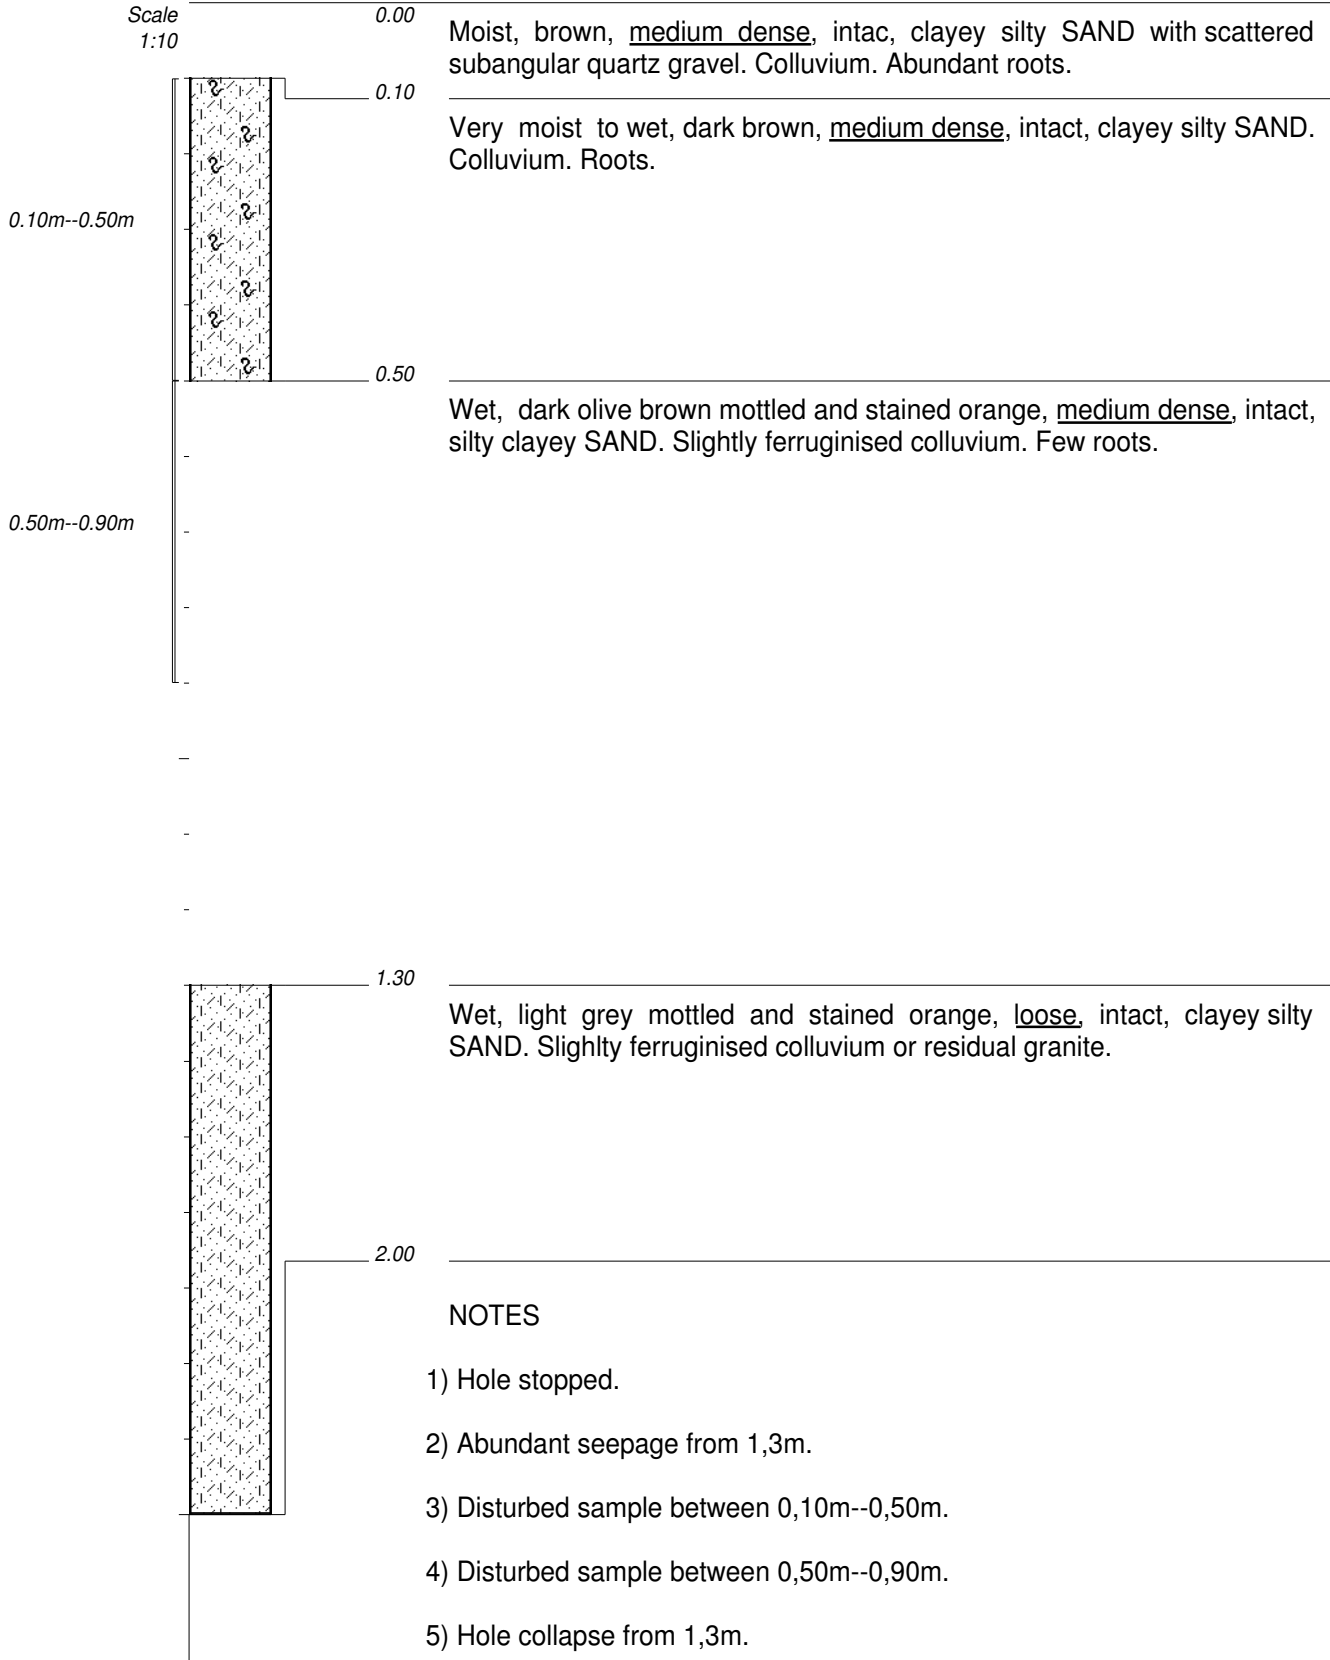 Scale
1:10
0.00
Moist, brown, medium dense, intac, clayey silty SAND with scattered
subangular quartz gravel. Colluvium. Abundant roots.
0.10
Very moist to wet, dark brown, medium dense, intact, clayey silty SAND.
Colluvium. Roots.
0.10m--0.50m
0.50
Wet, dark olive brown mottled and stained orange, medium dense, intact,
silty clayey SAND. Slightly ferruginised colluvium. Few roots.
0.50m--0.90m
1.30
Wet, light grey mottled and stained orange, loose, intact, clayey silty
SAND. Slighlty ferruginised colluvium or residual granite.
2.00
NOTES
1) Hole stopped.
2) Abundant seepage from 1,3m.
3) Disturbed sample between 0,10m--0,50m.
4) Disturbed sample between 0,50m--0,90m.
5) Hole collapse from 1,3m.